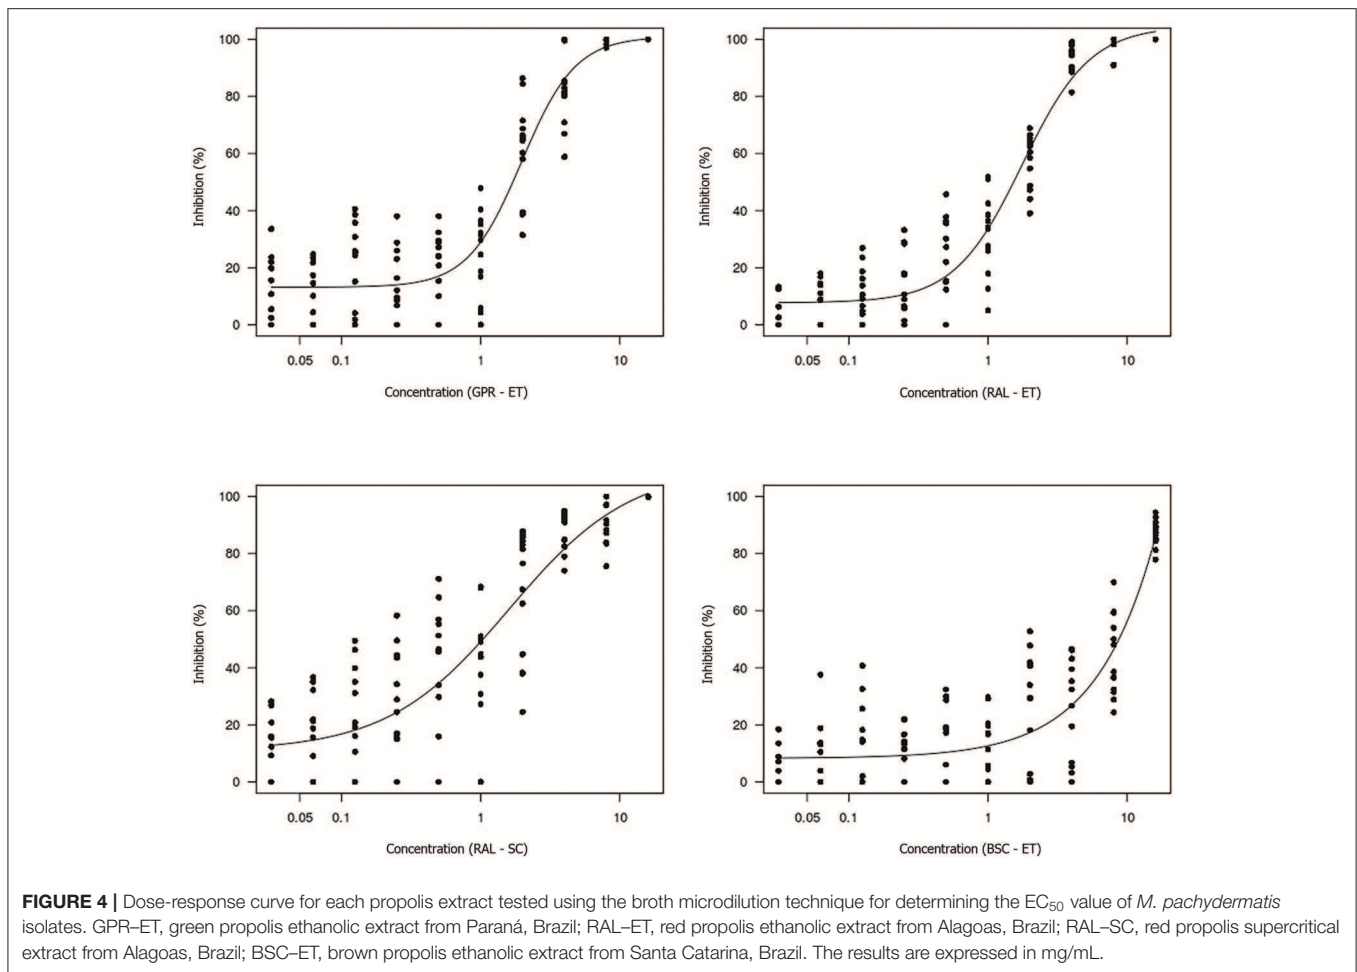 100
80
60
40
20
0
Inhibition (%)
0.05 0.1 1 10
Concentration (GPR - ET)
100
80
60
40
20
0
Inhibition (%)
0.05 0.1 1 10
Concentration (RAL - ET)
100
80
60
40
20
0
Inhibition (%)
0.05 0.1 1 10
Concentration (RAL - SC)
100
80
60
40
20
0
Inhibition (%)
0.05 0.1 1 10
Concentration (BSC - ET)
FIGURE 4 | Dose-response curve for each propolis extract tested using the broth microdilution technique for determining the EC50 value of M. pachydermatis
isolates. GPR–ET, green propolis ethanolic extract from Paraná, Brazil; RAL–ET, red propolis ethanolic extract from Alagoas, Brazil; RAL–SC, red propolis supercritical
extract from Alagoas, Brazil; BSC–ET, brown propolis ethanolic extract from Santa Catarina, Brazil. The results are expressed in mg/mL.